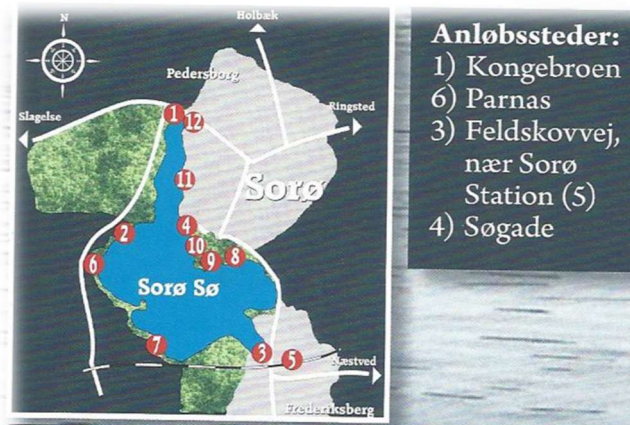 Holbæk
N
Pedersborg
Slagelse
Ringsted
1
12
11
Sorø
4
2
10
8
6
9
Sorø Sø
7
3
5
Næstved
Frederiksberg
Anløbssteder:
1) Kongebroen
6) Parnas
3) Feldskovvej,
nær Sorø
Station (5)
4) Søgade